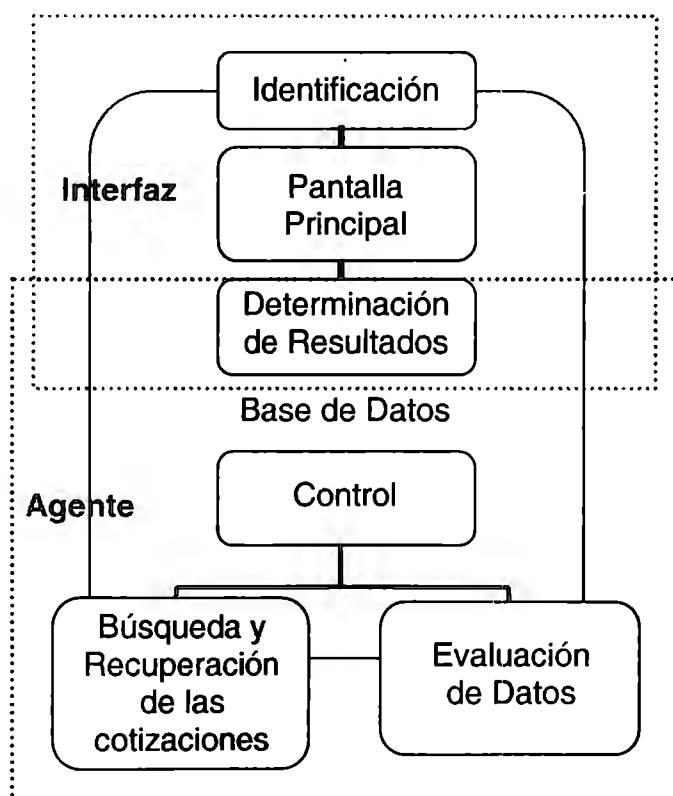 Identificación
Interfaz
Pantalla
Principal
Determinación
de Resultados
Base de Datos
Control
Agente
Búsqueda y
Recuperación
de las
cotizaciones
Evaluación
de Datos